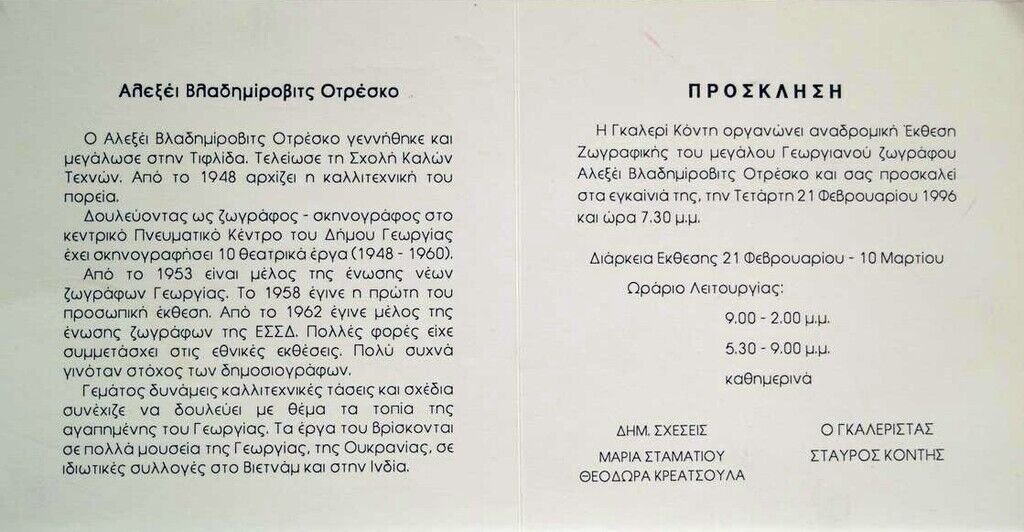 Αλεξέι Βλαδημίροβιτς Οτρέσκο
Ο Αλεξέι Βλαδημίροβιτς Οτρέσκο γεννήθηκε και
μεγάλωσε στην Τιφλίδα. Τελείωσε τη Σχολή Καλών
Τεχνών. Από το 1948 αρχίζει η καλλιτεχνική του
πορεία.
Δουλεύοντας ως ζωγράφος - σκηνογράφος στο
κεντρικό Πνευματικό Κέντρο του Δήμου Γεωργίας
έχει σκηνογραφήσει 10 θεατρικά έργα (1948 - 1960).
Από το 1953 είναι μέλος της ένωσης νέων
ζωγράφων Γεωργίας. Το 1958 έγινε η πρώτη του
προσωπική έκθεση. Από το 1962 έγινε μέλος της
ένωσης ζωγράφων της ΕΣΣΔ. Πολλές φορές είχε
συμμετάσχει στις εθνικές εκθέσεις. Πολύ συχνά
γινόταν στόχος των δημοσιογράφων.
Γεμάτος δυνάμεις καλλιτεχνικές τάσεις και σχέδια
συνέχιζε να δουλεύει με θέμα τα τοπία της
αγαπημένης του Γεωργίας. Τα έργα του βρίσκονται
σε πολλά μουσεία της Γεωργίας, της Ουκρανίας, σε
ιδιωτικές συλλογές στο Βιετνάμ και στην Ινδία.
ΠΡΟΣΚΛΗΣΗ
Η Γκαλερί Κόντη οργανώνει αναδρομική Έκθεση
Ζωγραφικής του μεγάλου Γεωργιανού ζωγράφου
Αλεξέι Βλαδημίροβιτς Οτρέσκο και σας προσκαλεί
στα εγκαίνιά της, την Τετάρτη 21 Φεβρουαρίου 1996
και ώρα 7.30 μ.μ.
Διάρκεια Εκθεσης 21 Φεβρουαρίου - 10 Μαρτίου
Ωράριο Λειτουργίας:
9.00 - 2.00 μ.μ.
5.30 - 9.00 μ.μ.
καθημερινά
ΔΗΜ. ΣΧΕΣΕΙΣ
ΜΑΡΙΑ ΣΤΑΜΑΤΙΟΥ
ΘΕΟΔΩΡΑ ΚΡΕΑΤΣΟΥΛΑ
Ο ΓΚΑΛΕΡΙΣΤΑΣ
ΣΤΑΥΡΟΣ ΚΟΝΤΗΣ